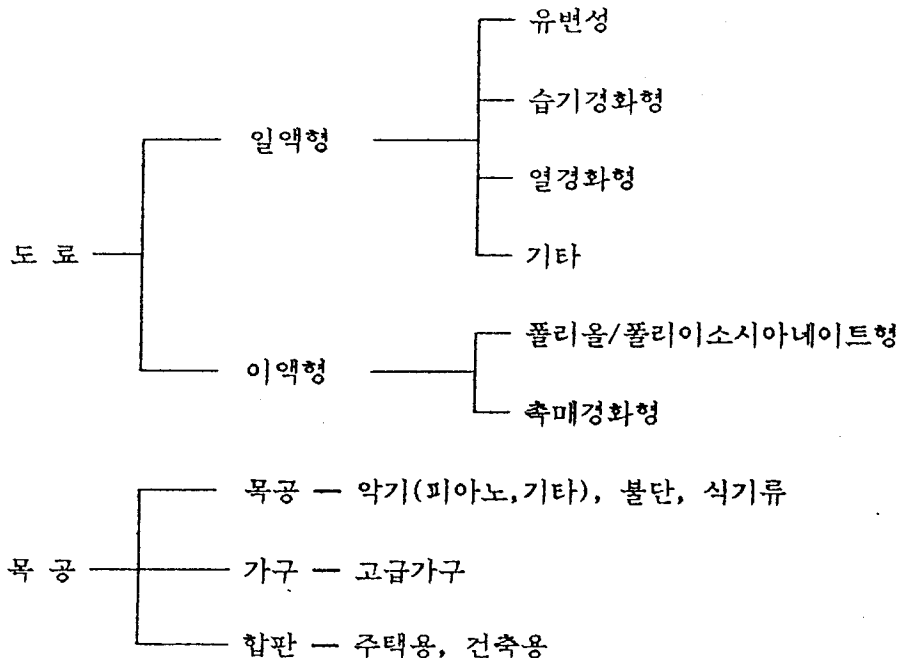 유변성
습기경화형
일액형
열경화형
도 료
기타
폴리올/폴리이소시아네이트형
이액형
촉매경화형
목공 — 악기(피아노,기타), 불단, 식기류
목 공
가구 — 고급가구
합판 — 주택용, 건축용